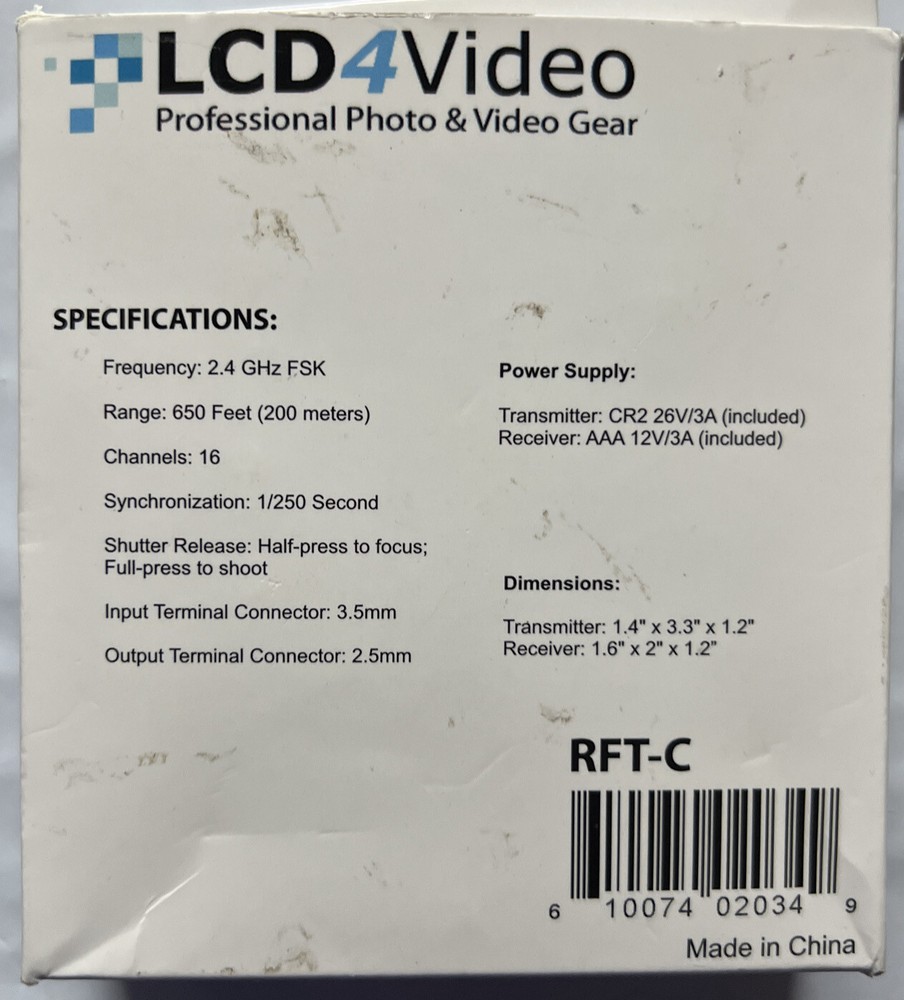 LCD4Video
Professional Photo & Video Gear
SPECIFICATIONS:
Frequency: 2.4 GHz FSK
Range: 650 Feet (200 meters)
Channels: 16
Synchronization: 1/250 Second
Shutter Release: Half-press to focus;
Full-press to shoot
Input Terminal Connector: 3.5mm
Output Terminal Connector: 2.5mm
Power Supply:
Transmitter: CR2 26V/3A (included)
Receiver: AAA 12V/3A (included)
Dimensions:
Transmitter: 1.4" x 3.3" x 1.2"
Receiver: 1.6" x 2" x 1.2"
RFT-C
6 10074 02034 9
Made in China